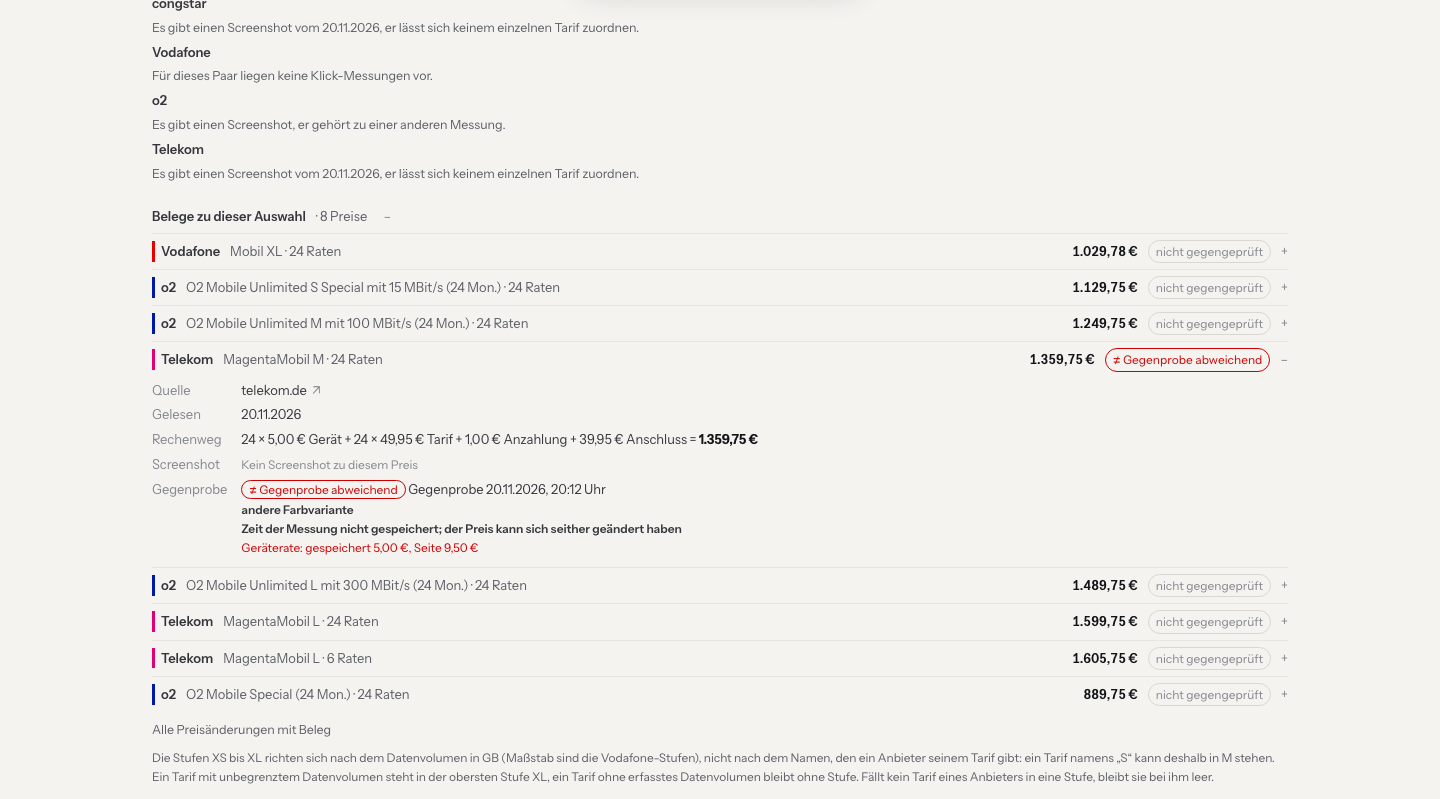 congstar
Es gibt einen Screenshot vom 20.11.2026, er lässt sich keinem einzelnen Tarif zuordnen.
Vodafone
Für dieses Paar liegen keine Klick-Messungen vor.
o2
Es gibt einen Screenshot, er gehört zu einer anderen Messung.
Telekom
Es gibt einen Screenshot vom 20.11.2026, er lässt sich keinem einzelnen Tarif zuordnen.
Belege zu dieser Auswahl · 8 Preise –
Vodafone Mobil XL · 24 Raten 1.029,78 € nicht gegengeprüft +
o2 O2 Mobile Unlimited S Special mit 15 MBit/s (24 Mon.) · 24 Raten 1.129,75 € nicht gegengeprüft +
o2 O2 Mobile Unlimited M mit 100 MBit/s (24 Mon.) · 24 Raten 1.249,75 € nicht gegengeprüft +
Telekom MagentaMobil M · 24 Raten 1.359,75 € ≠ Gegenprobe abweichend –
Quelle telekom.de ↗
Gelesen 20.11.2026
Rechenweg 24 × 5,00 € Gerät + 24 × 49,95 € Tarif + 1,00 € Anzahlung + 39,95 € Anschluss = 1.359,75 €
Screenshot Kein Screenshot zu diesem Preis
Gegenprobe ≠ Gegenprobe abweichend Gegenprobe 20.11.2026, 20:12 Uhr
andere Farbvariante
Zeit der Messung nicht gespeichert; der Preis kann sich seither geändert haben
Geräterate: gespeichert 5,00 €, Seite 9,50 €
o2 O2 Mobile Unlimited L mit 300 MBit/s (24 Mon.) · 24 Raten 1.489,75 € nicht gegengeprüft +
Telekom MagentaMobil L · 24 Raten 1.599,75 € nicht gegengeprüft +
Telekom MagentaMobil L · 6 Raten 1.605,75 € nicht gegengeprüft +
o2 O2 Mobile Special (24 Mon.) · 24 Raten 889,75 € nicht gegengeprüft +
Alle Preisänderungen mit Beleg
Die Stufen XS bis XL richten sich nach dem Datenvolumen in GB (Maßstab sind die Vodafone-Stufen), nicht nach dem Namen, den ein Anbieter seinem Tarif gibt: ein Tarif namens „S“ kann deshalb in M stehen.
Ein Tarif mit unbegrenztem Datenvolumen steht in der obersten Stufe XL, ein Tarif ohne erfasstes Datenvolumen bleibt ohne Stufe. Fällt kein Tarif eines Anbieters in eine Stufe, bleibt sie bei ihm leer.